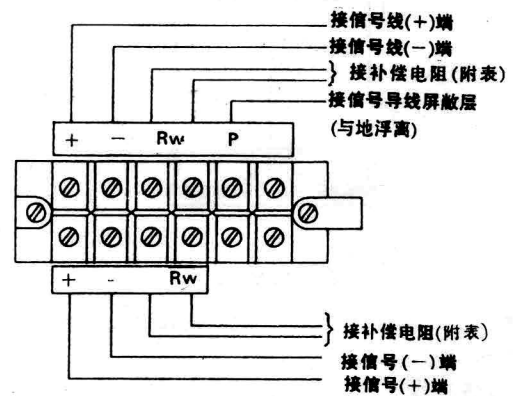 接信号线(+)端
接信号线(—)端
} 接补偿电阻(附表)
接信号导线屏敝层
(与地浮离)
+ — Rw P
+ - Rw
} 接补偿电阻(附表)
接信号(—)端
接信号(+)端